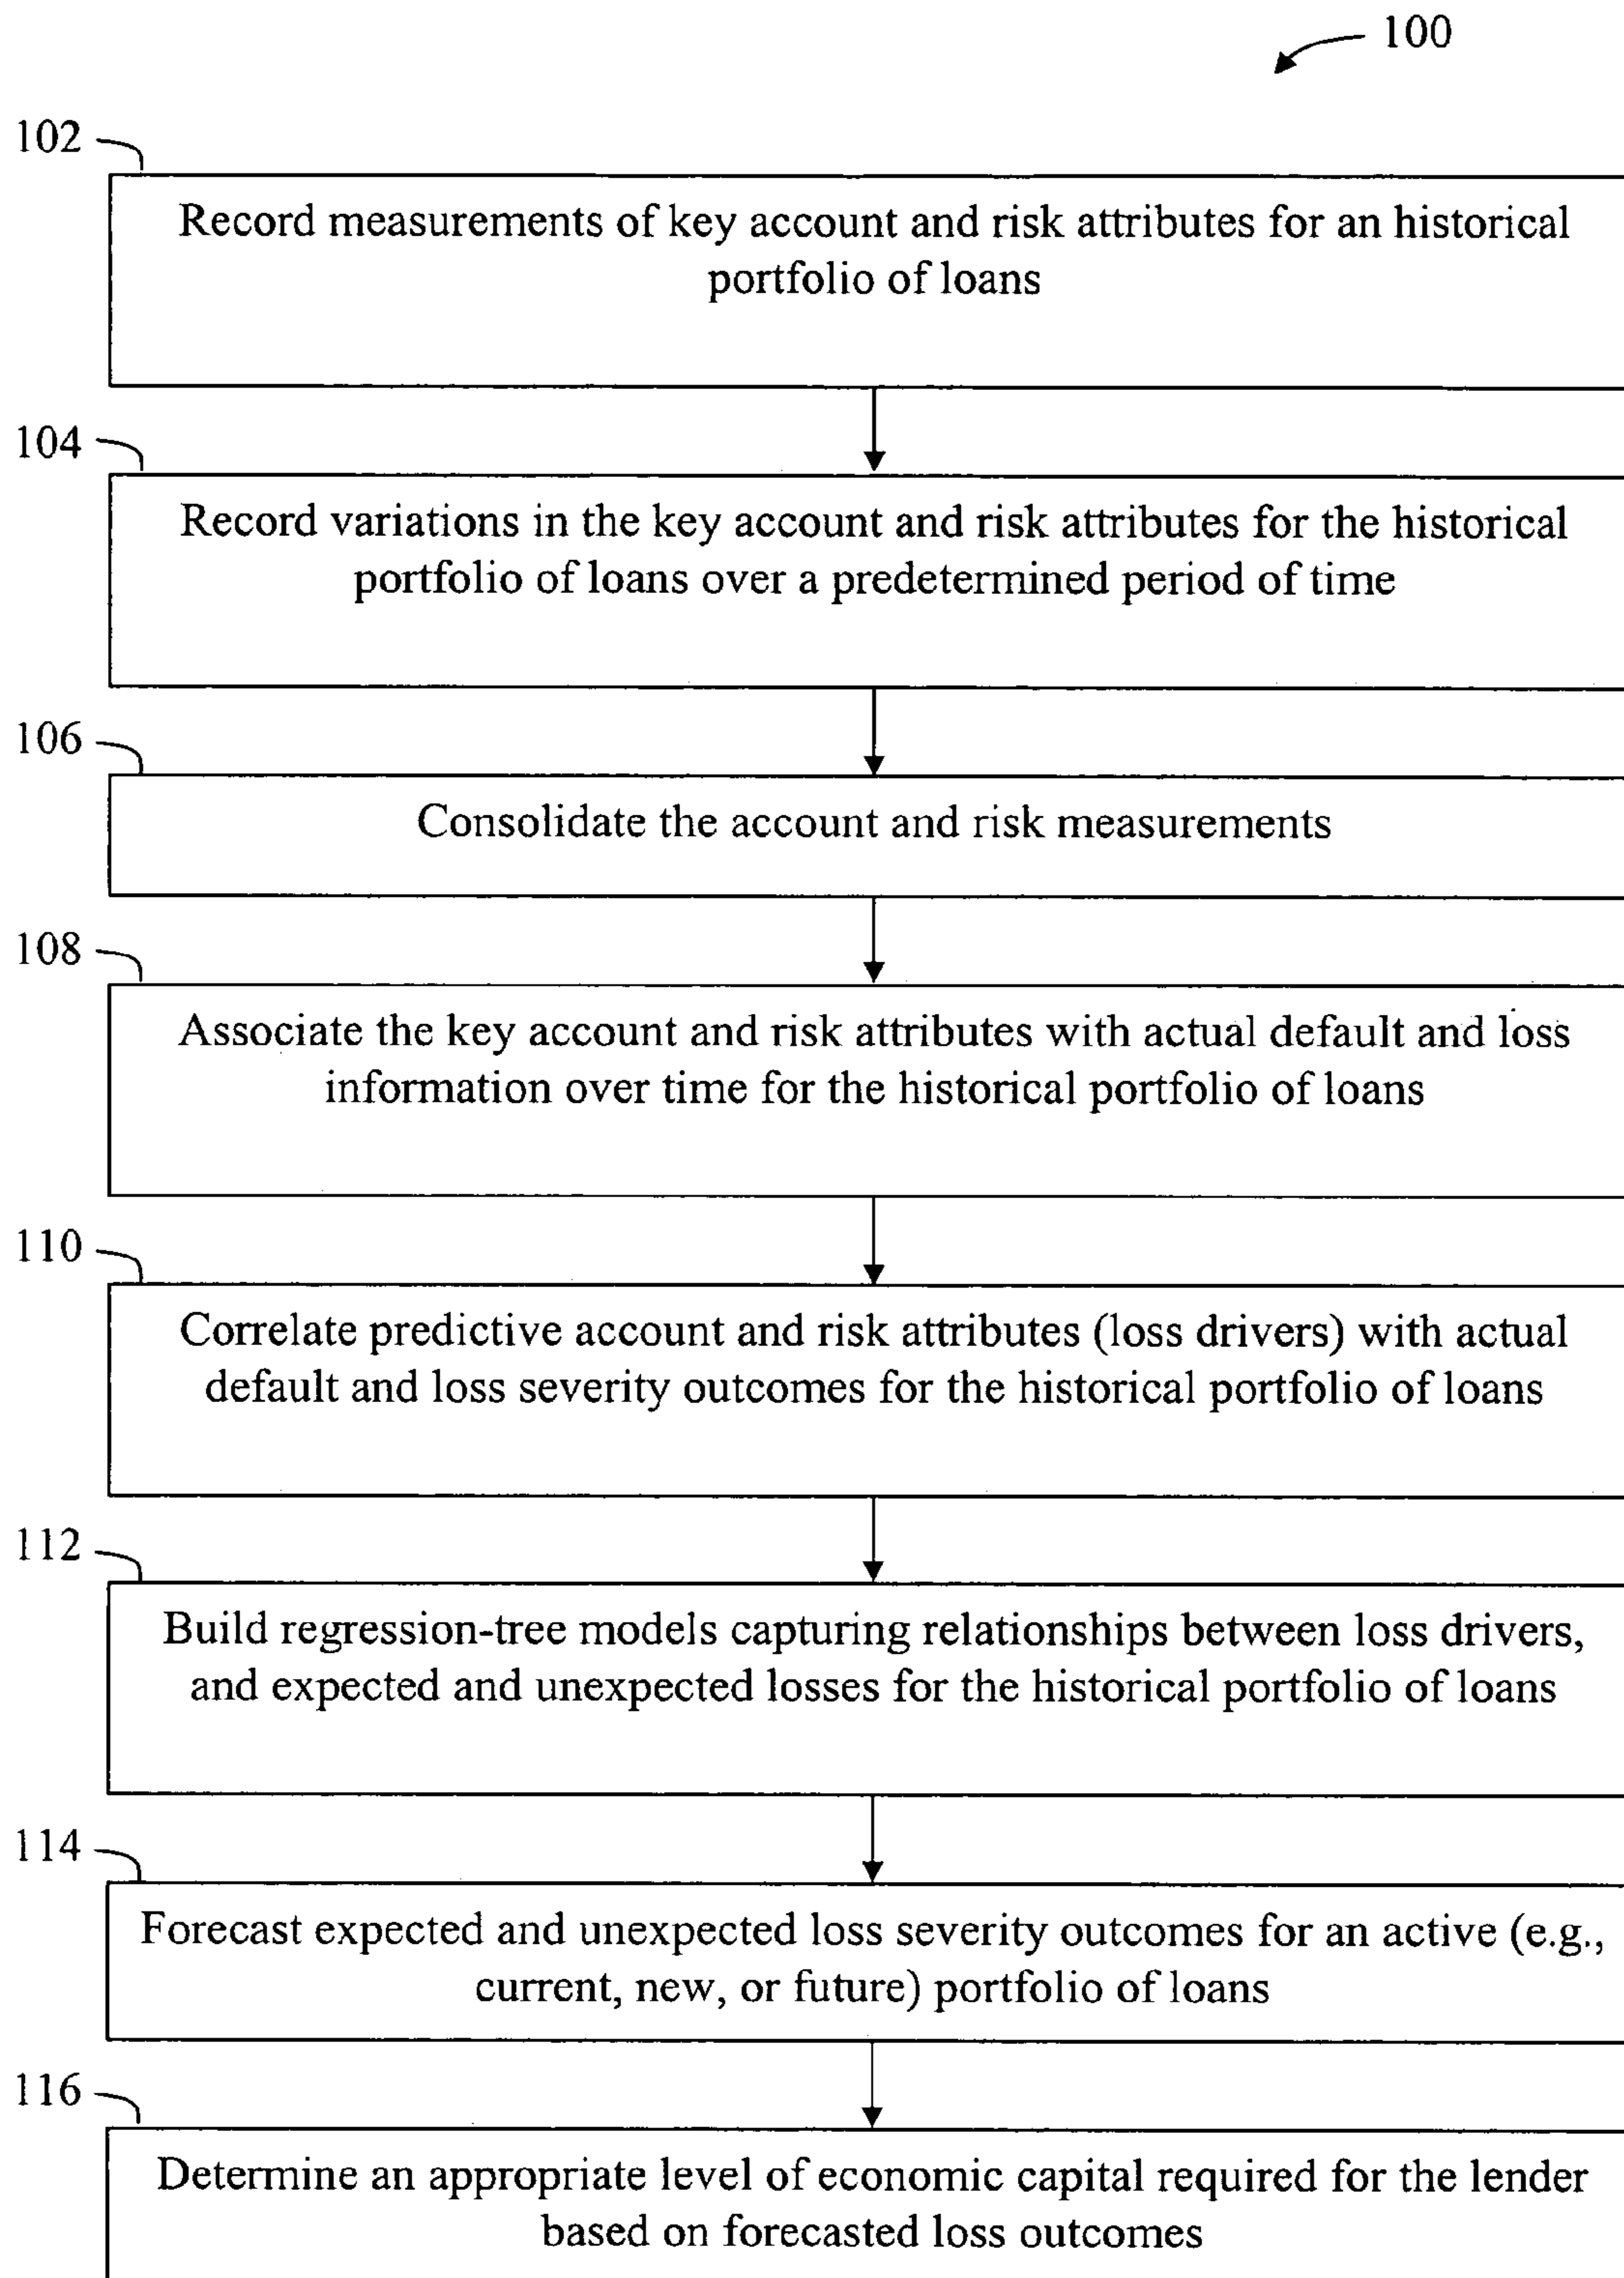 100
102
Record measurements of key account and risk attributes for an historical
portfolio of loans
104
Record variations in the key account and risk attributes for the historical
portfolio of loans over a predetermined period of time
106
Consolidate the account and risk measurements
108
Associate the key account and risk attributes with actual default and loss
information over time for the historical portfolio of loans
110
Correlate predictive account and risk attributes (loss drivers) with actual
default and loss severity outcomes for the historical portfolio of loans
112
Build regression-tree models capturing relationships between loss drivers,
and expected and unexpected losses for the historical portfolio of loans
114
Forecast expected and unexpected loss severity outcomes for an active (e.g.,
current, new, or future) portfolio of loans
116
Determine an appropriate level of economic capital required for the lender
based on forecasted loss outcomes